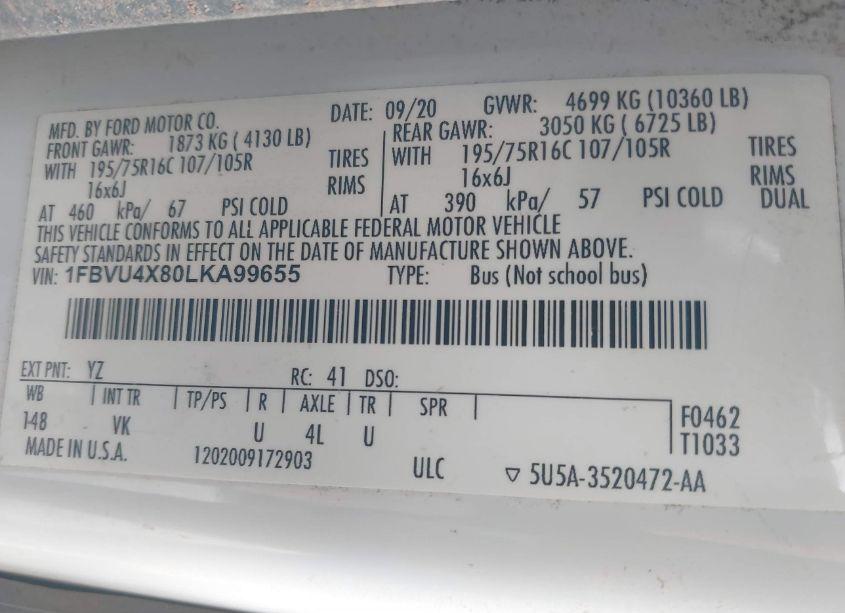 MFD. BY FORD MOTOR CO. DATE: 09/20 GVWR: 4699 KG (10360 LB)
FRONT GAWR: 1873 KG ( 4130 LB) REAR GAWR: 3050 KG ( 6725 LB)
WITH 195/75R16C 107/105R TIRES WITH 195/75R16C 107/105R TIRES
16x6J RIMS 16x6J RIMS
AT 460 kPa/ 67 PSI COLD AT 390 kPa/ 57 PSI COLD DUAL
THIS VEHICLE CONFORMS TO ALL APPLICABLE FEDERAL MOTOR VEHICLE
SAFETY STANDARDS IN EFFECT ON THE DATE OF MANUFACTURE SHOWN ABOVE.
VIN: 1FBVU4X80LKA99655 TYPE: Bus (Not school bus)
EXT PNT: YZ RC: 41 DSO:
WB INT TR TP/PS R AXLE TR SPR F0462
148 VK U 4L U T1033
MADE IN U.S.A. 1202009172903 ULC ▽ 5U5A-3520472-AA